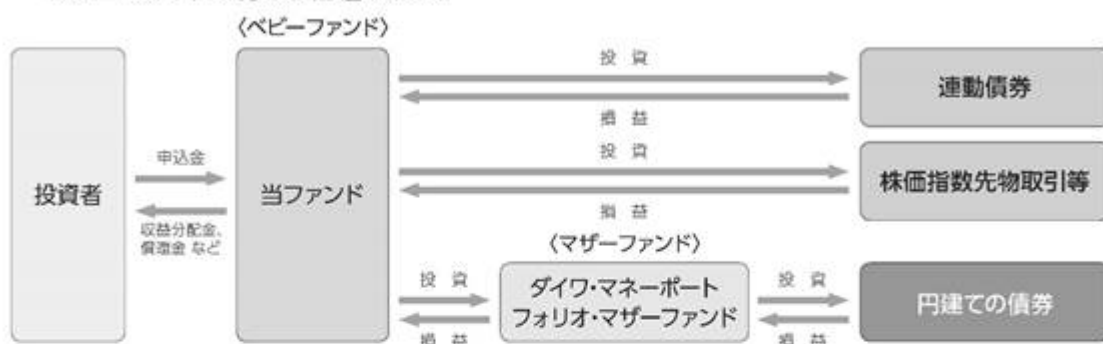 〈ベビーファンド〉
投 資
連動債券
損 益
申込金
投 資
投資者
当ファンド
株価指数先物取引等
収益分配金、
償還金 など
損 益
〈マザーファンド〉
投 資
ダイワ・マネーポート
フォリオ・マザーファンド
投 資
円建ての債券
損 益
損 益